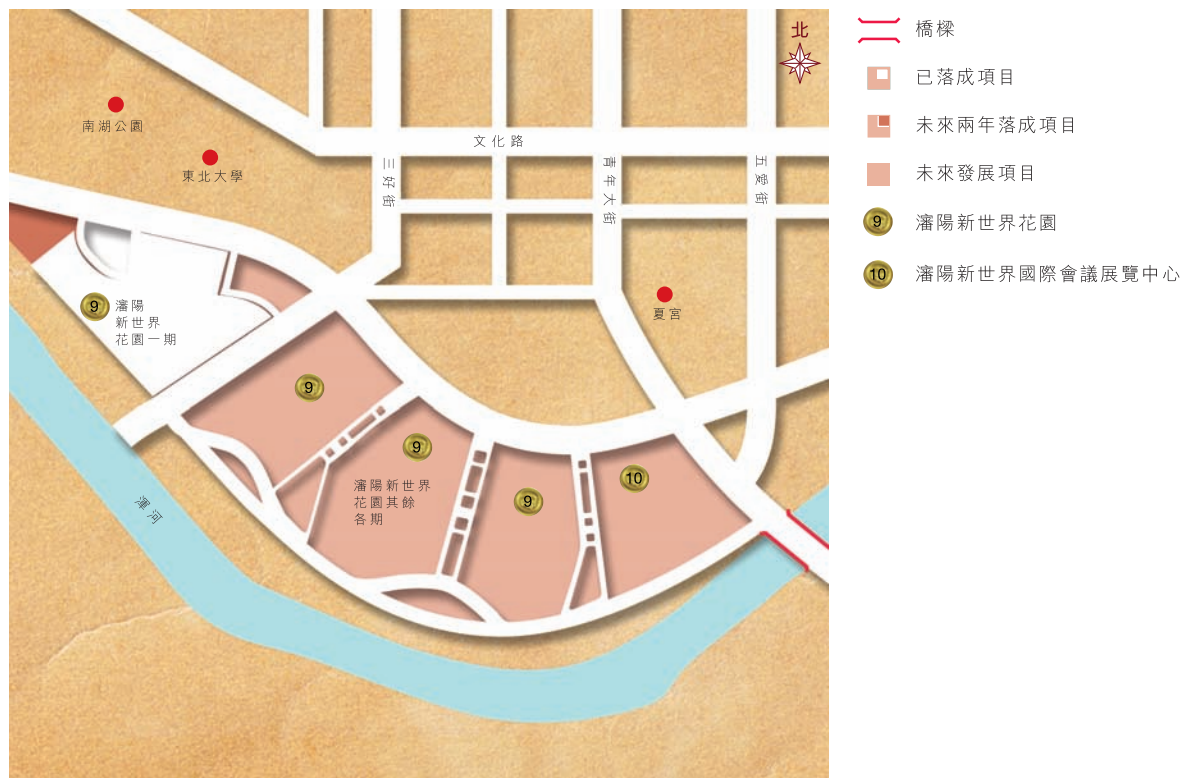 北
橋樑
已落成項目
未來兩年落成項目
未來發展項目
9 瀋陽新世界花園
10 瀋陽新世界國際會議展覽中心
南湖公園
東北大學
文化路
三好街
青年大街
五愛街
夏宮
9 瀋陽
新世界
花園一期
9
9
瀋陽新世界
花園其餘
各期
9
10
渾河